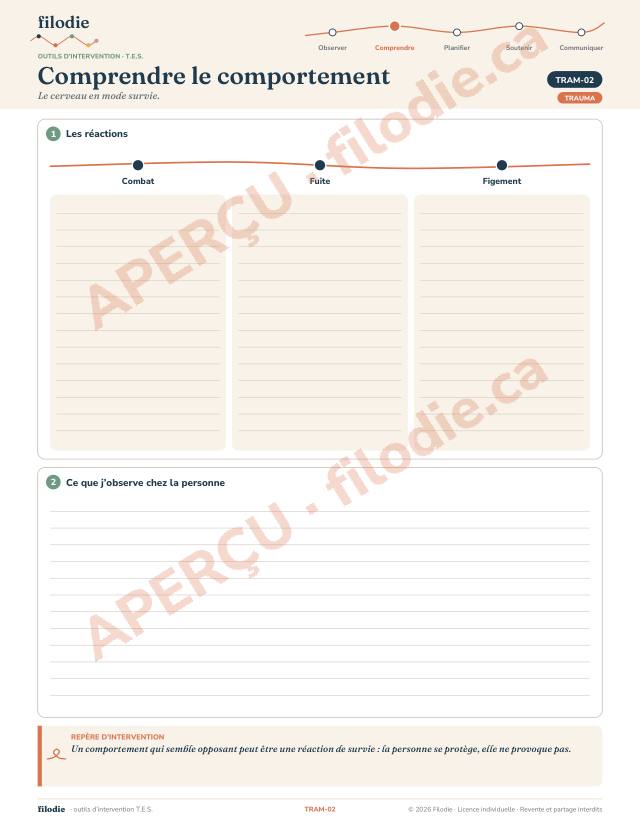 filodie
OUTILS D'INTERVENTION · T.E.S.
Observer
Comprendre
Planifier
Soutenir
Communiquer
Comprendre le comportement
Le cerveau en mode survie.
TRAM-02
TRAUMA
1 Les réactions
Combat
Fuite
Figement
APERÇU · filodie.ca
2 Ce que j'observe chez la personne
APERÇU · filodie.ca
REPÈRE D'INTERVENTION
Un comportement qui semble opposant peut être une réaction de survie : la personne se protège, elle ne provoque pas.
filodie · outils d'intervention T.E.S.
TRAM-02
© 2026 Filodie · Licence individuelle · Revente et partage interdits